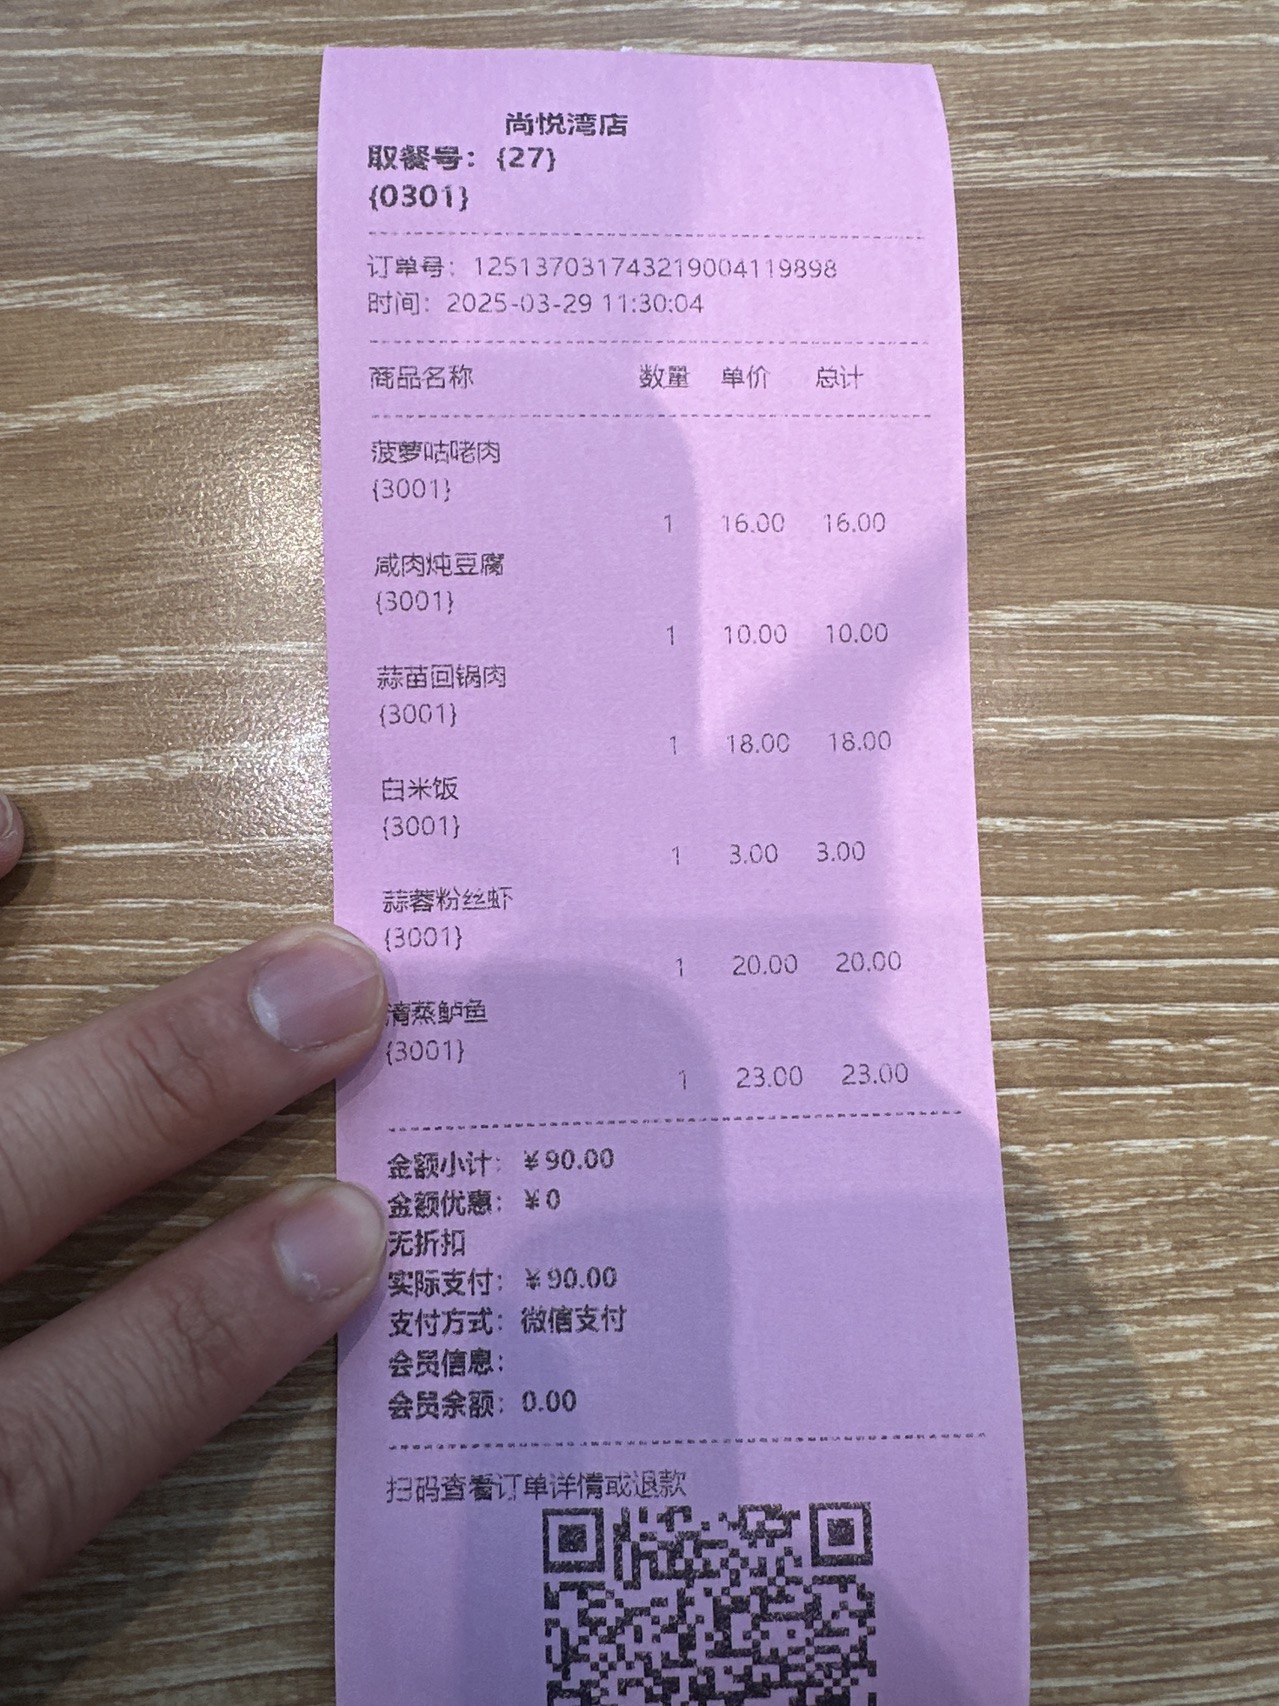 尚悦湾店
取餐号：{27}
{0301}
订单号：1251370317432190041​19898
时间：2025-03-29 11:30:04
商品名称 数量 单价 总计
菠萝咕咾肉
{3001}
1 16.00 16.00
咸肉炖豆腐
{3001}
1 10.00 10.00
蒜苗回锅肉
{3001}
1 18.00 18.00
白米饭
{3001}
1 3.00 3.00
蒜蓉粉丝虾
{3001}
1 20.00 20.00
清蒸鲈鱼
{3001}
1 23.00 23.00
金额小计：￥90.00
金额优惠：￥0
无折扣
实际支付：￥90.00
支付方式：微信支付
会员信息：
会员余额：0.00
扫码查看订单详情或退款